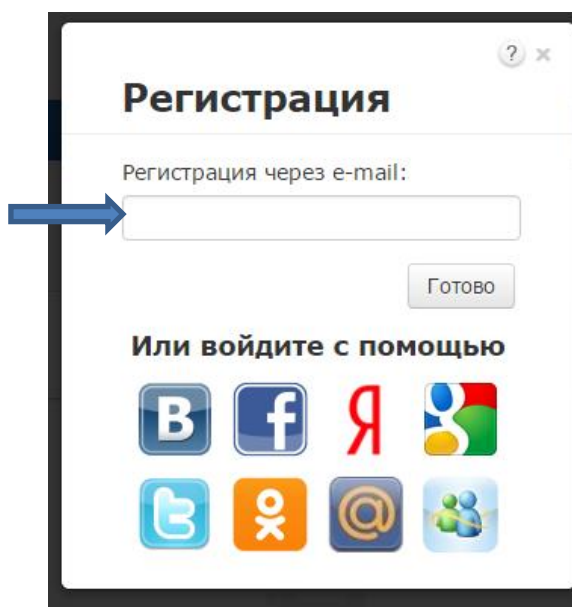 ?
Регистрация
Регистрация через e-mail:
Готово
Или войдите с помощью
В f Я g
t @